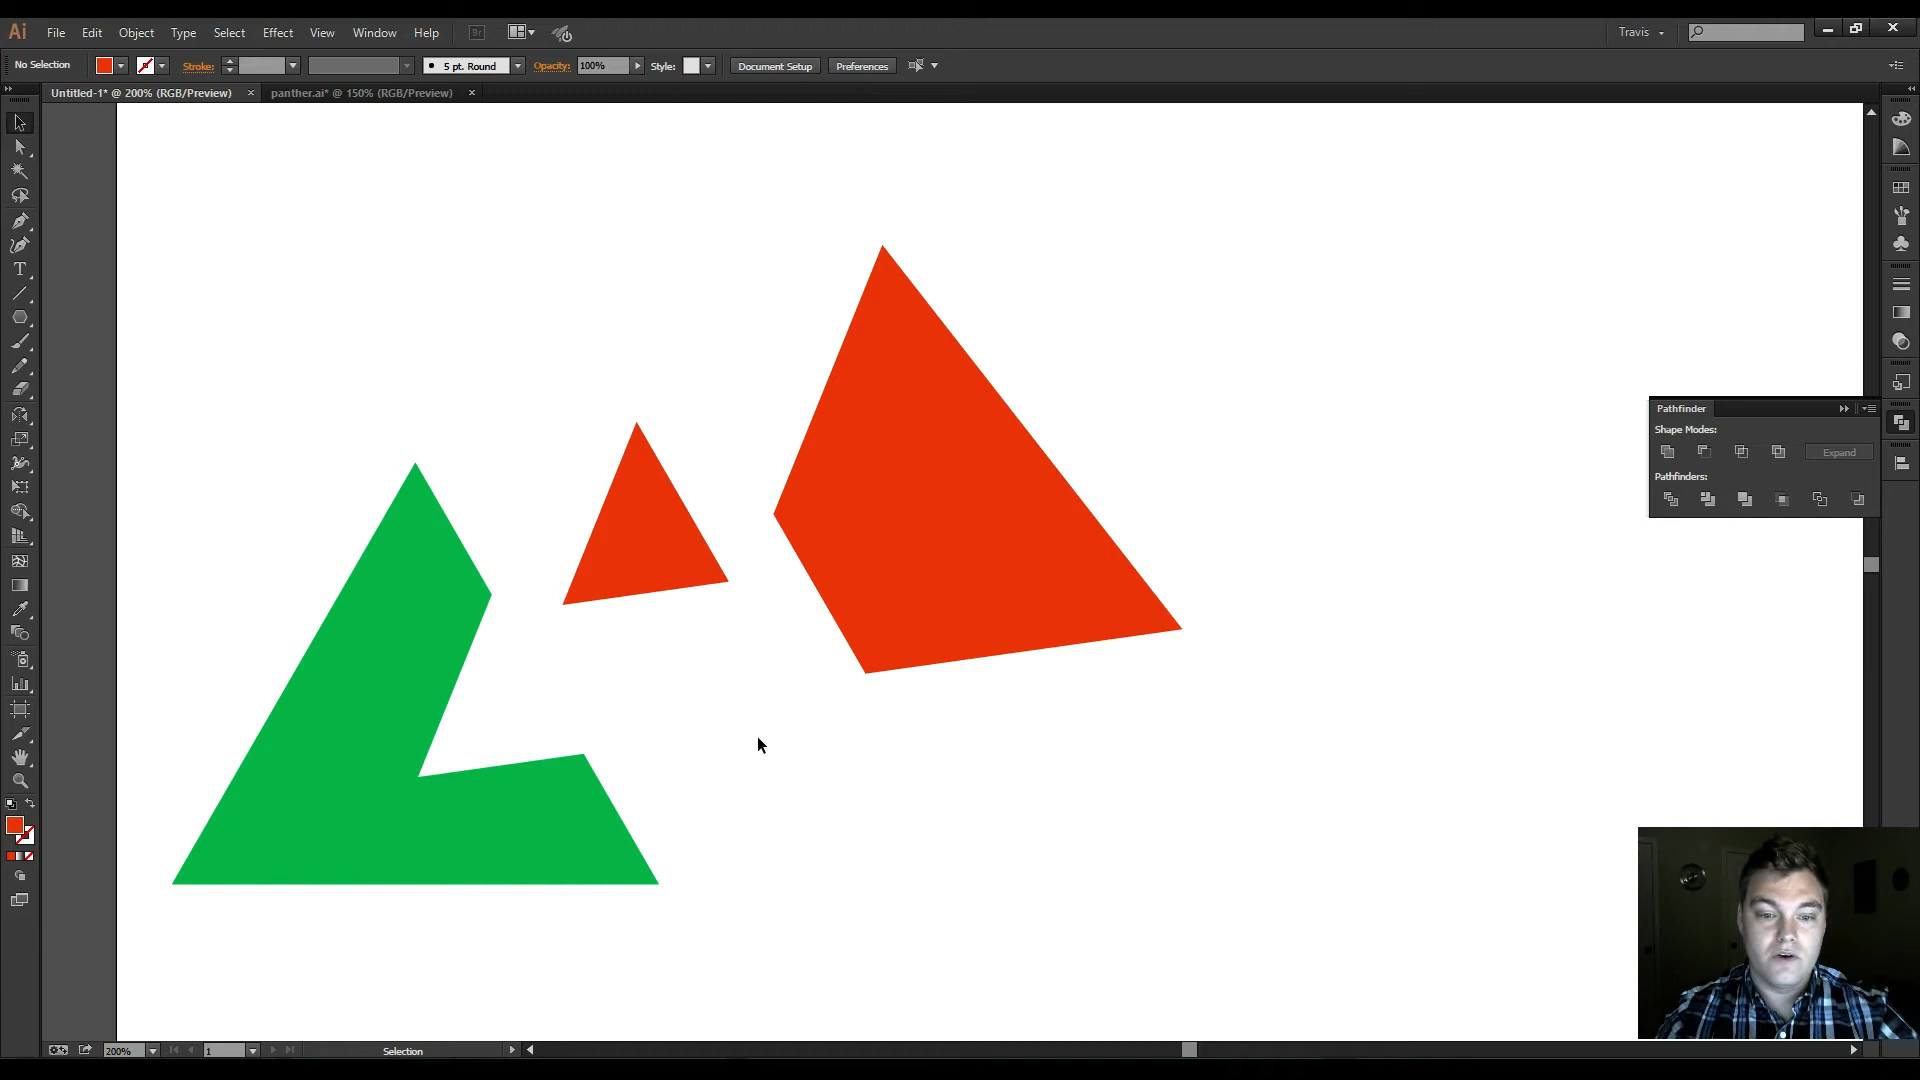 Ai File Edit Object Type Select Effect View Window Help Br Travis
No Selection Stroke: 5 pt. Round Opacity: 100% Style: Document Setup Preferences
Untitled-1* @ 200% (RGB/Preview) × panther.ai* @ 150% (RGB/Preview) ×
T
Pathfinder
Shape Modes:
Expand
Pathfinders:
200% 1 Selection